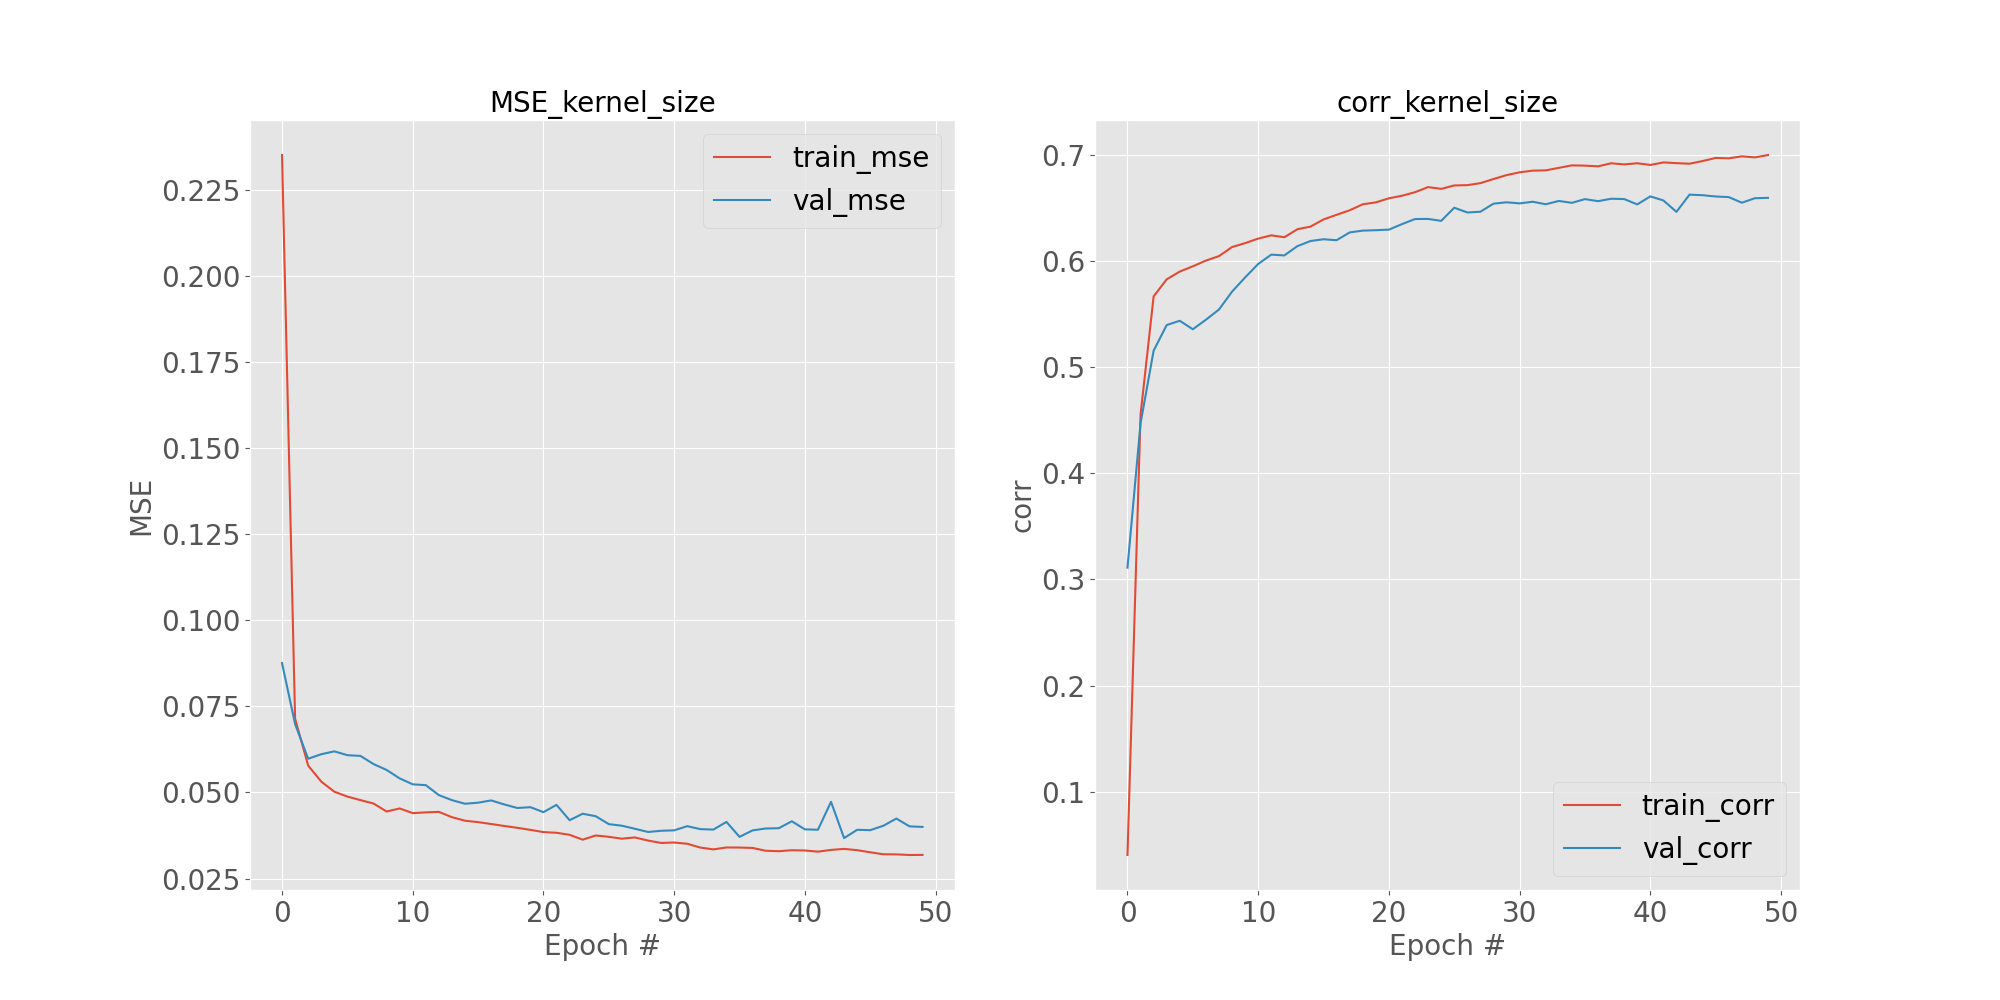 MSE_kernel_size
train_mse
val_mse
0.225
0.200
0.175
0.150
0.125
0.100
0.075
0.050
0.025
MSE
0 10 20 30 40 50
Epoch #
corr_kernel_size
0.7
0.6
0.5
0.4
0.3
0.2
0.1
corr
train_corr
val_corr
0 10 20 30 40 50
Epoch #